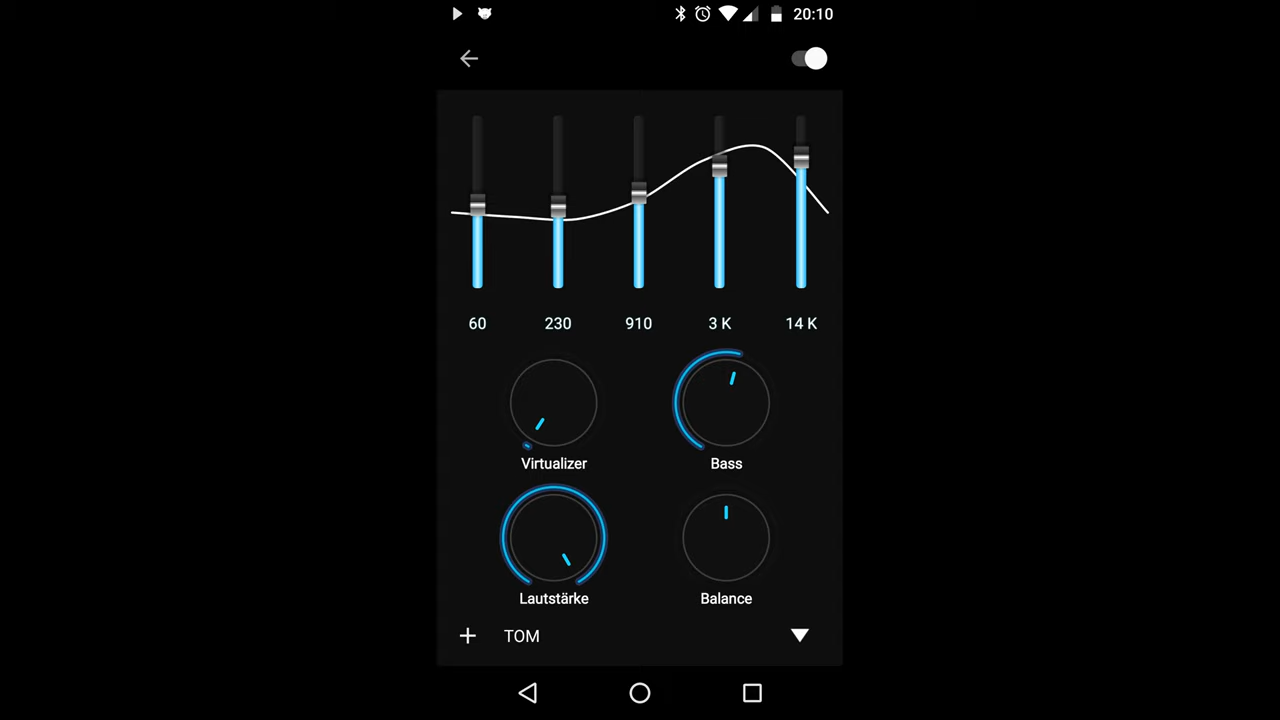 20:10
60 230 910 3 K 14 K
Virtualizer Bass
Lautstärke Balance
+ TOM